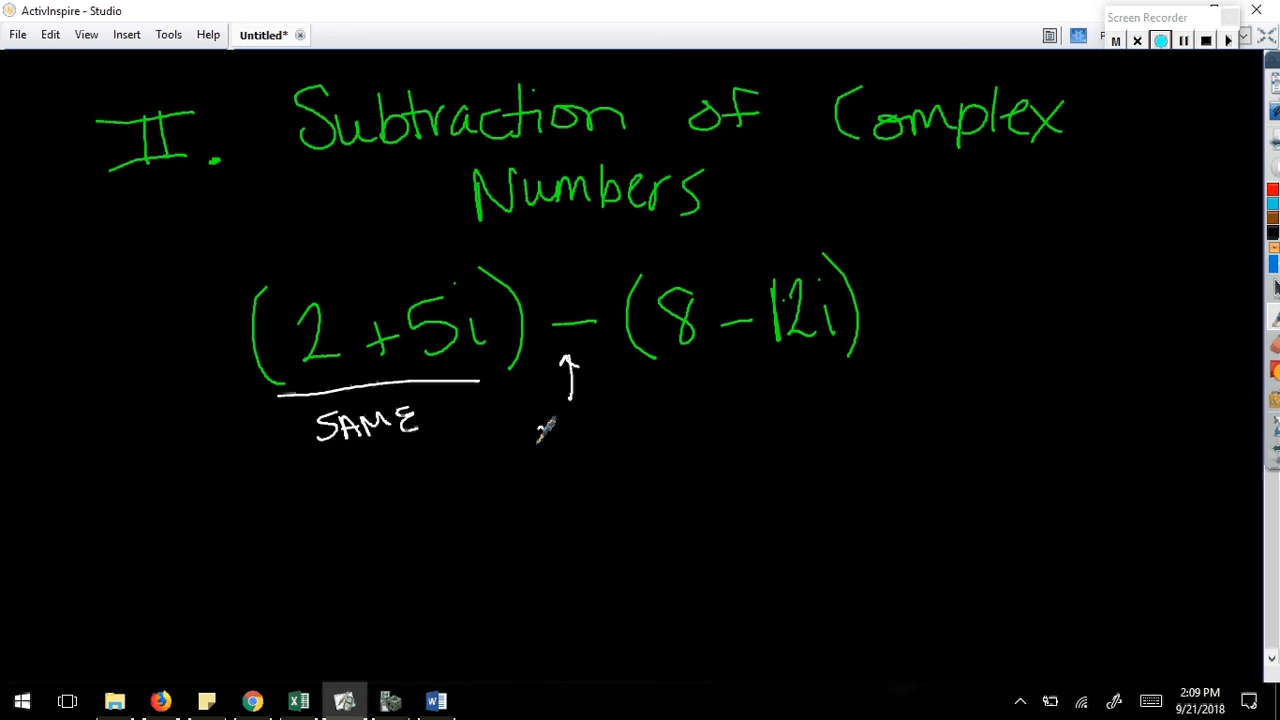 ActivInspire - Studio
Screen Recorder
File Edit View Insert Tools Help Untitled*
M
II. Subtraction of Complex
Numbers
(2 + 5i) - (8 - 12i)
SAME
2:09 PM
9/21/2018